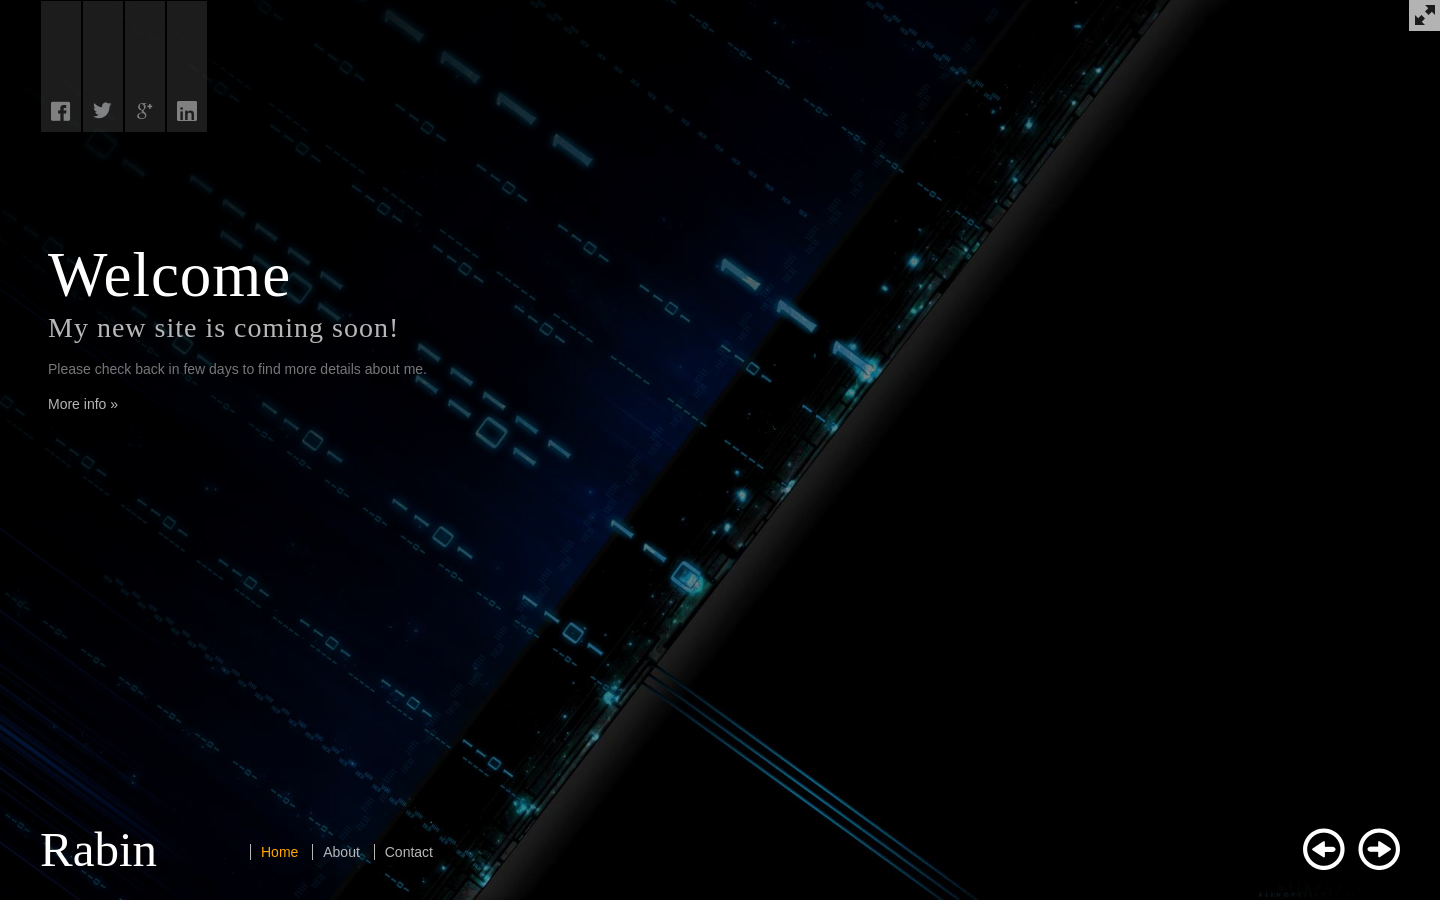 Welcome
My new site is coming soon!
Please check back in few days to find more details about me.
More info »
Rabin
Home
About
Contact